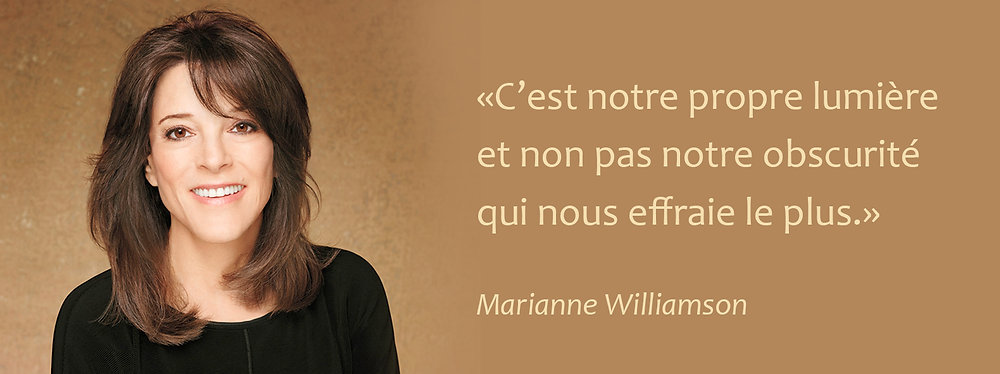 «C’est notre propre lumière
et non pas notre obscurité
qui nous effraie le plus.»
Marianne Williamson